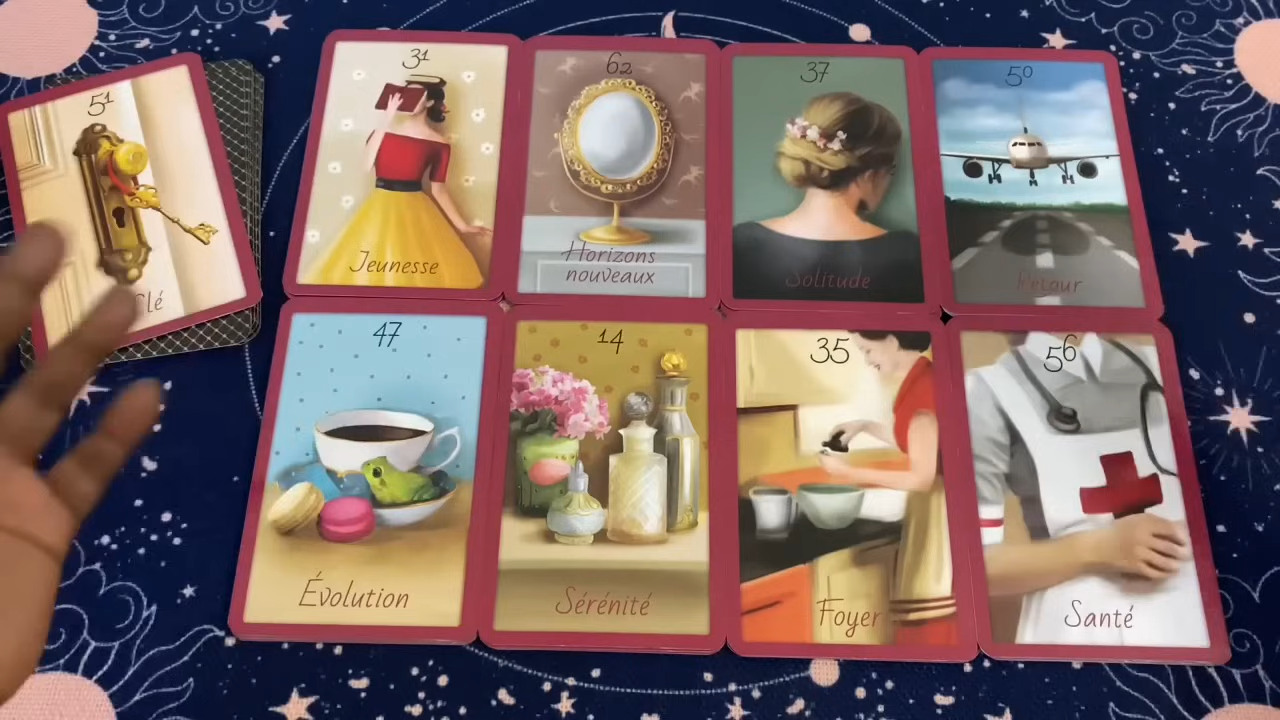 51
Clé
31
Jeunesse
62
Horizons
nouveaux
37
Solitude
50
Retour
47
Évolution
14
Sérénité
35
Foyer
56
Santé